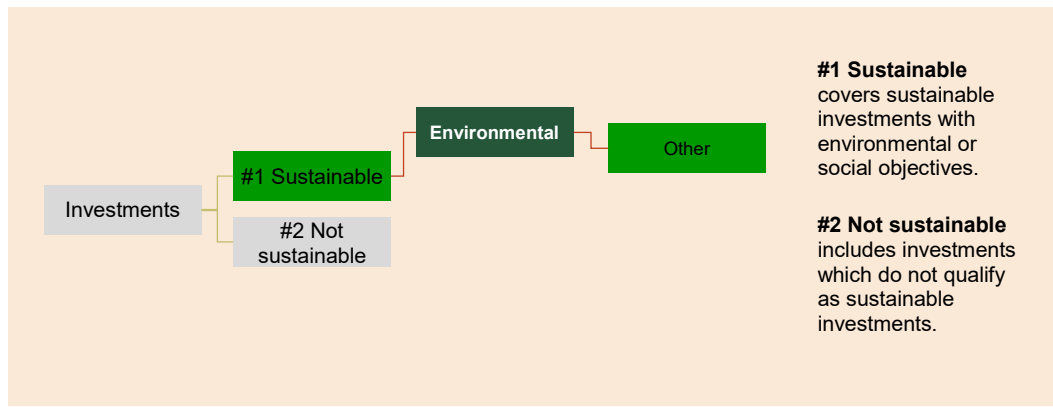 Investments
#1 Sustainable
#2 Not
sustainable
Environmental
Other
#1 Sustainable
covers sustainable
investments with
environmental or
social objectives.
#2 Not sustainable
includes investments
which do not qualify
as sustainable
investments.